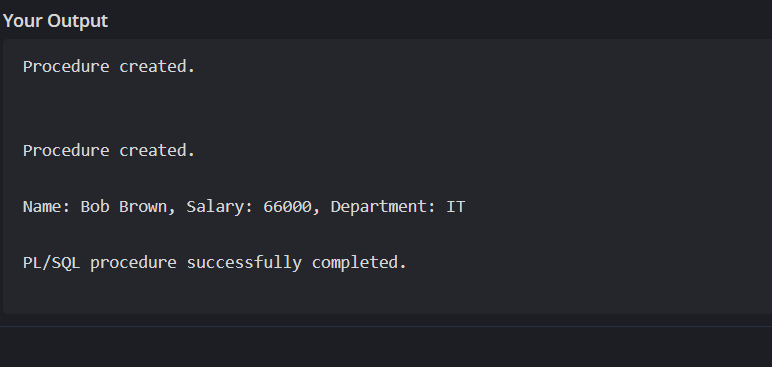 Your Output
Procedure created.
Procedure created.
Name: Bob Brown, Salary: 66000, Department: IT
PL/SQL procedure successfully completed.